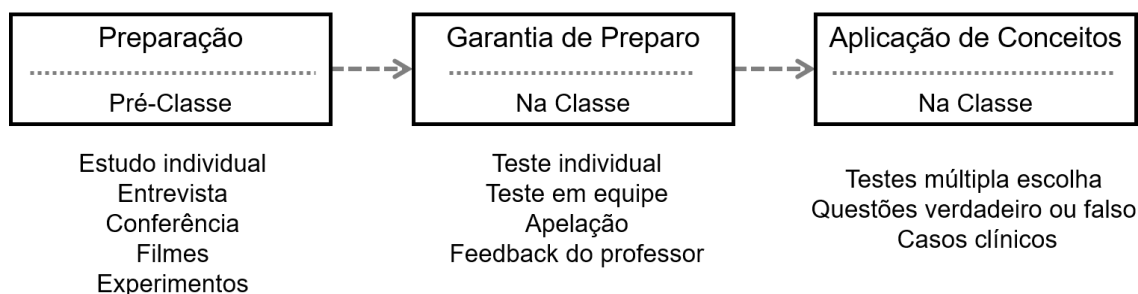 Preparação
Pré-Classe
Estudo individual
Entrevista
Conferência
Filmes
Experimentos
Garantia de Preparo
Na Classe
Teste individual
Teste em equipe
Apelação
Feedback do professor
Aplicação de Conceitos
Na Classe
Testes múltipla escolha
Questões verdadeiro ou falso
Casos clínicos